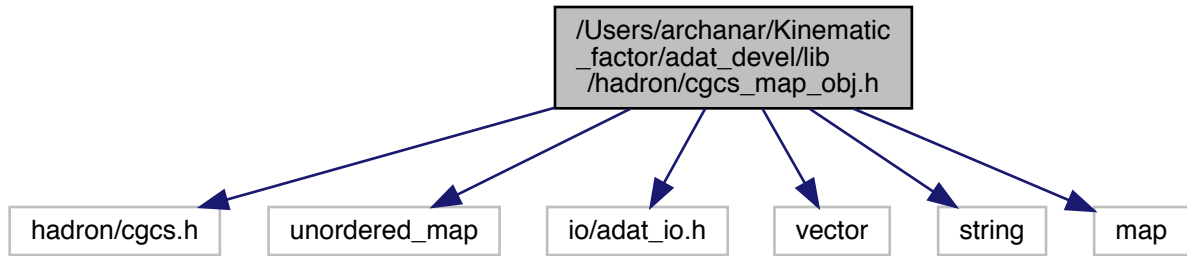 /Users/archanar/Kinematic
_factor/adat_devel/lib
/hadron/cgcs_map_obj.h
hadron/cgcs.h
unordered_map
io/adat_io.h
vector
string
map